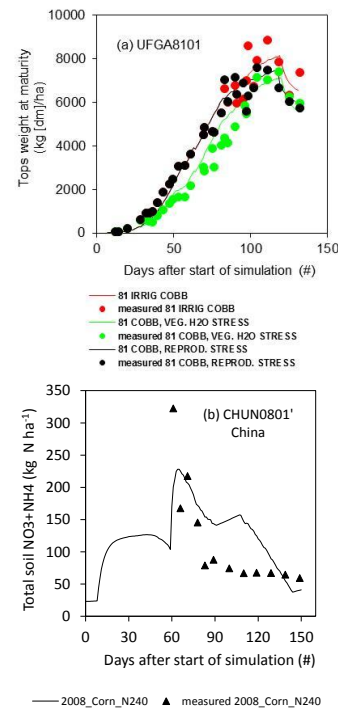 (a) UFGA8101
Tops weight at maturity
(kg [dm]/ha)
10000
8000
6000
4000
2000
0
0 50 100 150
Days after start of simulation (#)
81 IRRIG COBB
measured 81 IRRIG COBB
81 COBB, VEG. H2O STRESS
measured 81 COBB, VEG. H2O STRESS
81 COBB, REPROD. STRESS
measured 81 COBB, REPROD. STRESS
(b) CHUN0801'
China
Total soil NO3+NH4 (kg N ha-1)
350
300
250
200
150
100
50
0
0 30 60 90 120 150
Days after start of simulation (#)
2008_Corn_N240 measured 2008_Corn_N240